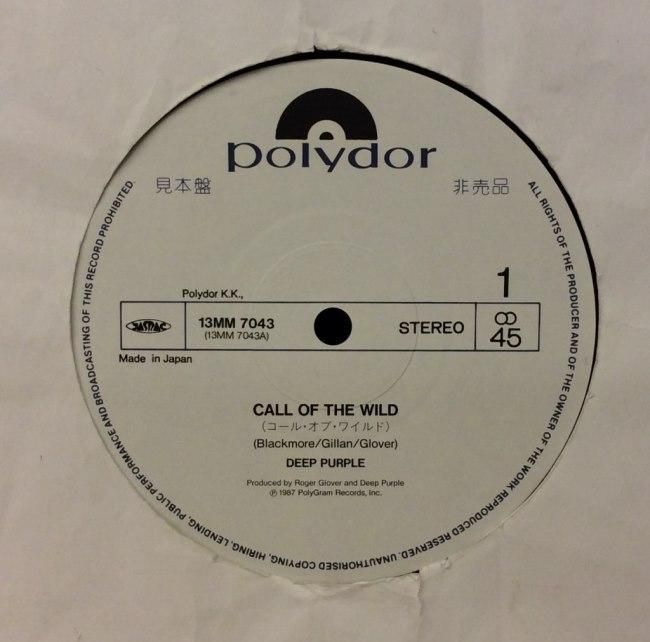 polydor
見本盤
非売品
Polydor K.K.,
1
JASRAC
13MM 7043
(13MM 7043A)
STEREO
45
Made in Japan
CALL OF THE WILD
(コール・オブ・ワイルド)
(Blackmore/Gillan/Glover)
DEEP PURPLE
Produced by Roger Glover and Deep Purple
℗ 1987 PolyGram Records, Inc.
ALL RIGHTS OF THE PRODUCER AND OF THE OWNER OF THE WORK REPRODUCED RESERVED. UNAUTHORISED COPYING, HIRING, LENDING, PUBLIC PERFORMANCE AND BROADCASTING OF THIS RECORD PROHIBITED.